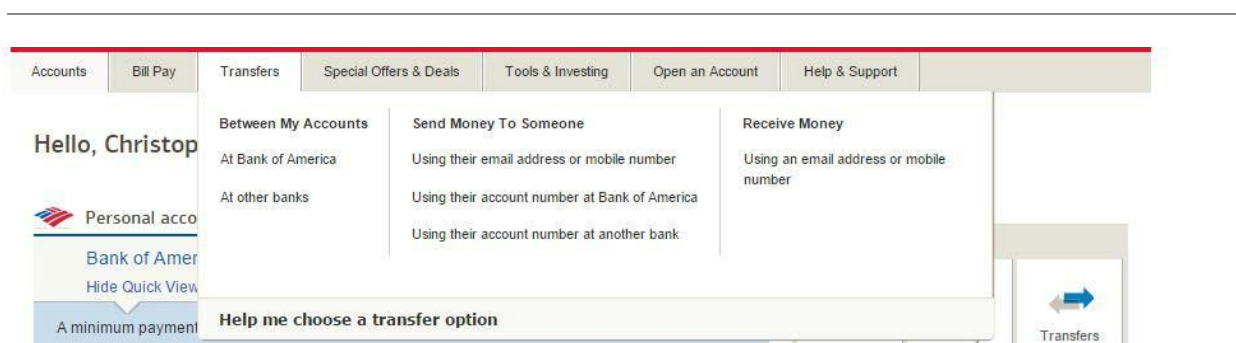 Accounts Bill Pay Transfers Special Offers & Deals Tools & Investing Open an Account Help & Support
Hello, Christop
Between My Accounts
At Bank of America
At other banks
Send Money To Someone
Using their email address or mobile number
Using their account number at Bank of America
Using their account number at another bank
Receive Money
Using an email address or mobile
number
Personal acco
Bank of Amer
Hide Quick View
A minimum payment
Help me choose a transfer option
Transfers